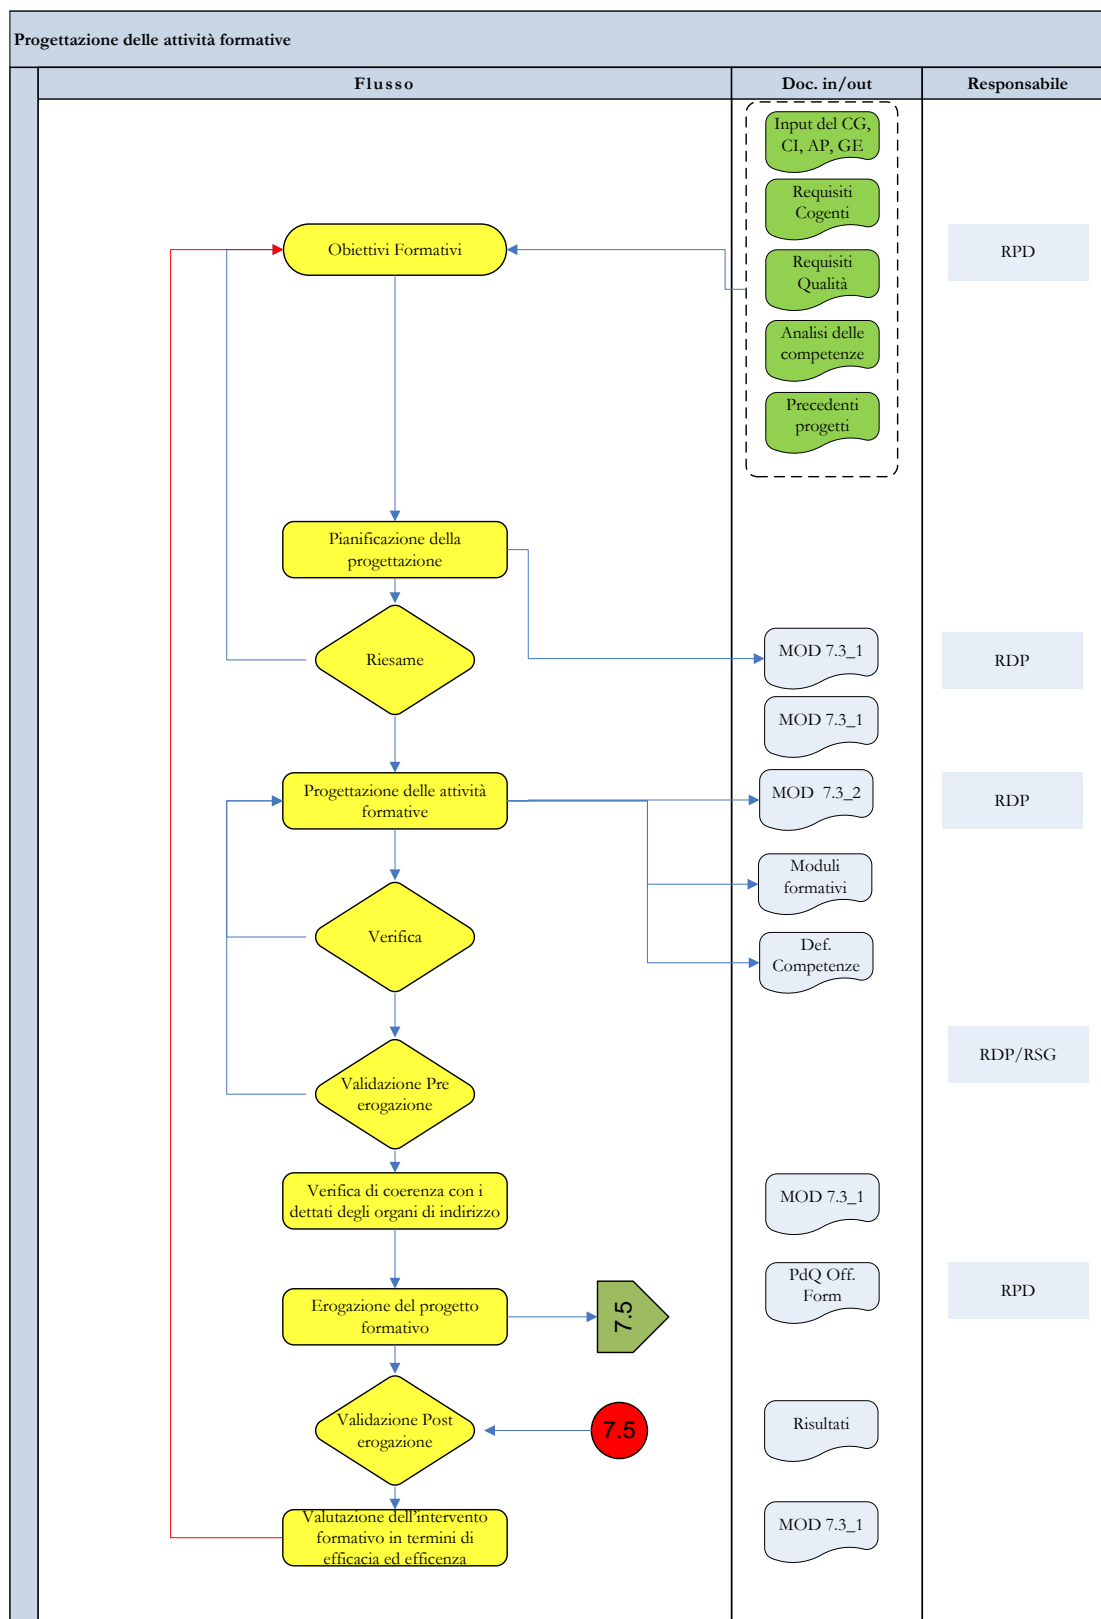 Progettazione delle attività formative
Flusso
Doc. in/out
Responsabile
Input del CG,
CI, AP, GE
Requisiti
Cogenti
Obiettivi Formativi
RPD
Requisiti
Qualità
Analisi delle
competenze
Precedenti
progetti
Pianificazione della
progettazione
Riesame
MOD 7.3_1
RDP
MOD 7.3_1
Progettazione delle attività
formative
MOD  7.3_2
RDP
Moduli
formativi
Verifica
Def.
Competenze
RDP/RSG
Validazione Pre
erogazione
Verifica di coerenza con i
dettati degli organi di indirizzo
MOD 7.3_1
Erogazione del progetto
formativo
7.5
PdQ Off.
Form
RPD
Validazione Post
erogazione
7.5
Risultati
Valutazione dell'intervento
formativo in termini di
efficacia ed efficenza
MOD 7.3_1